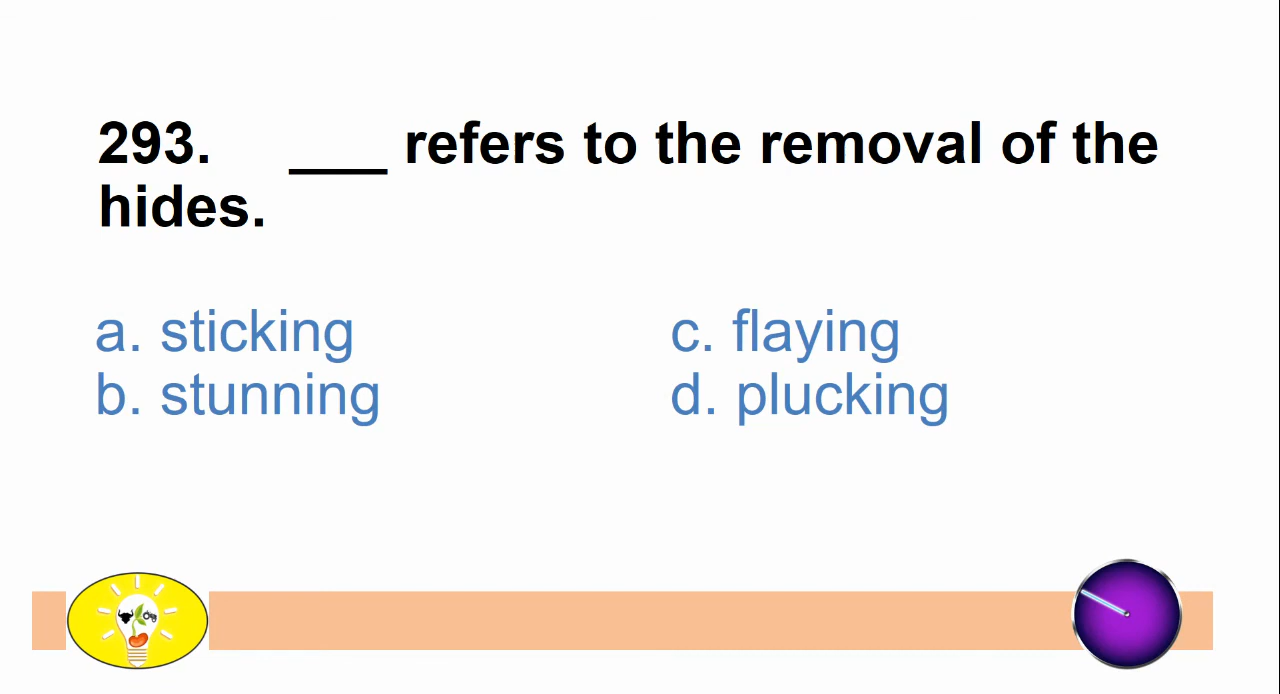 293. ___ refers to the removal of the
hides.
a. sticking
c. flaying
b. stunning
d. plucking